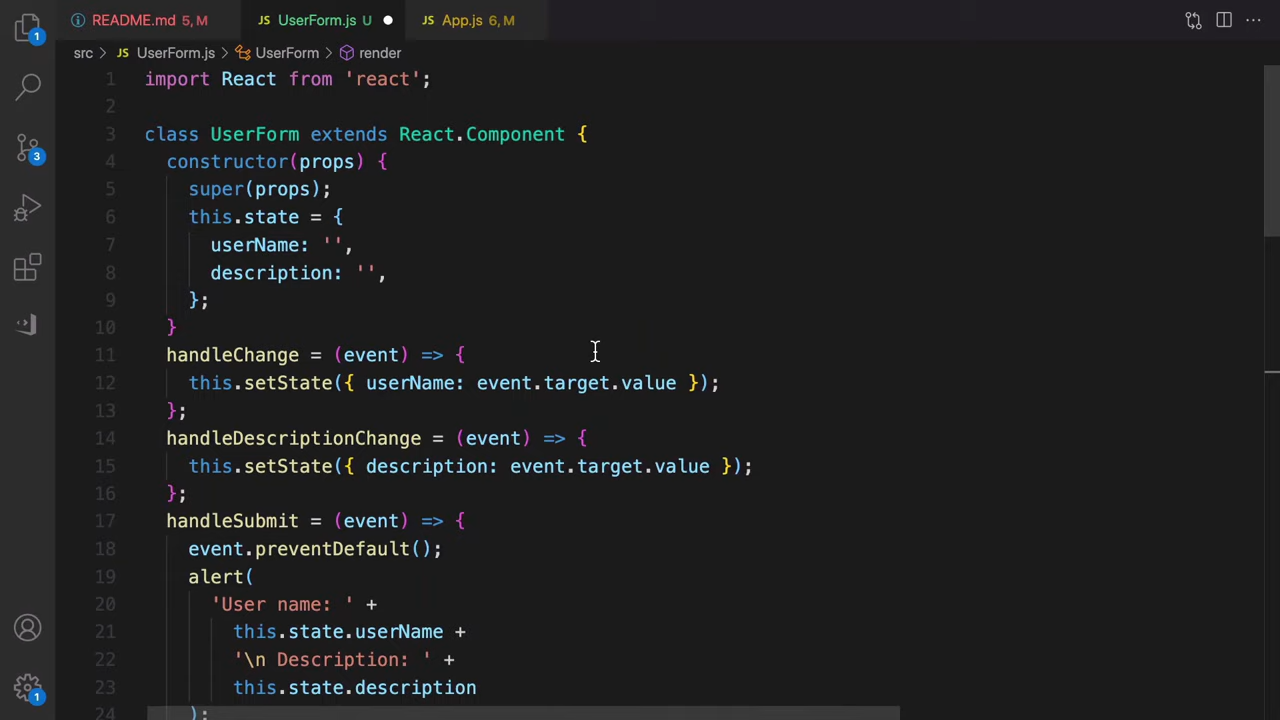 README.md 5, M
JS UserForm.js U
JS App.js 6, M
src > JS UserForm.js > UserForm > render
1 import React from 'react';
2
3 class UserForm extends React.Component {
4 constructor(props) {
5 super(props);
6 this.state = {
7 userName: '',
8 description: '',
9 };
10 }
11 handleChange = (event) => {
12 this.setState({ userName: event.target.value });
13 };
14 handleDescriptionChange = (event) => {
15 this.setState({ description: event.target.value });
16 };
17 handleSubmit = (event) => {
18 event.preventDefault();
19 alert(
20 'User name: ' +
21 this.state.userName +
22 '\n Description: ' +
23 this.state.description
24 );
1
3
1